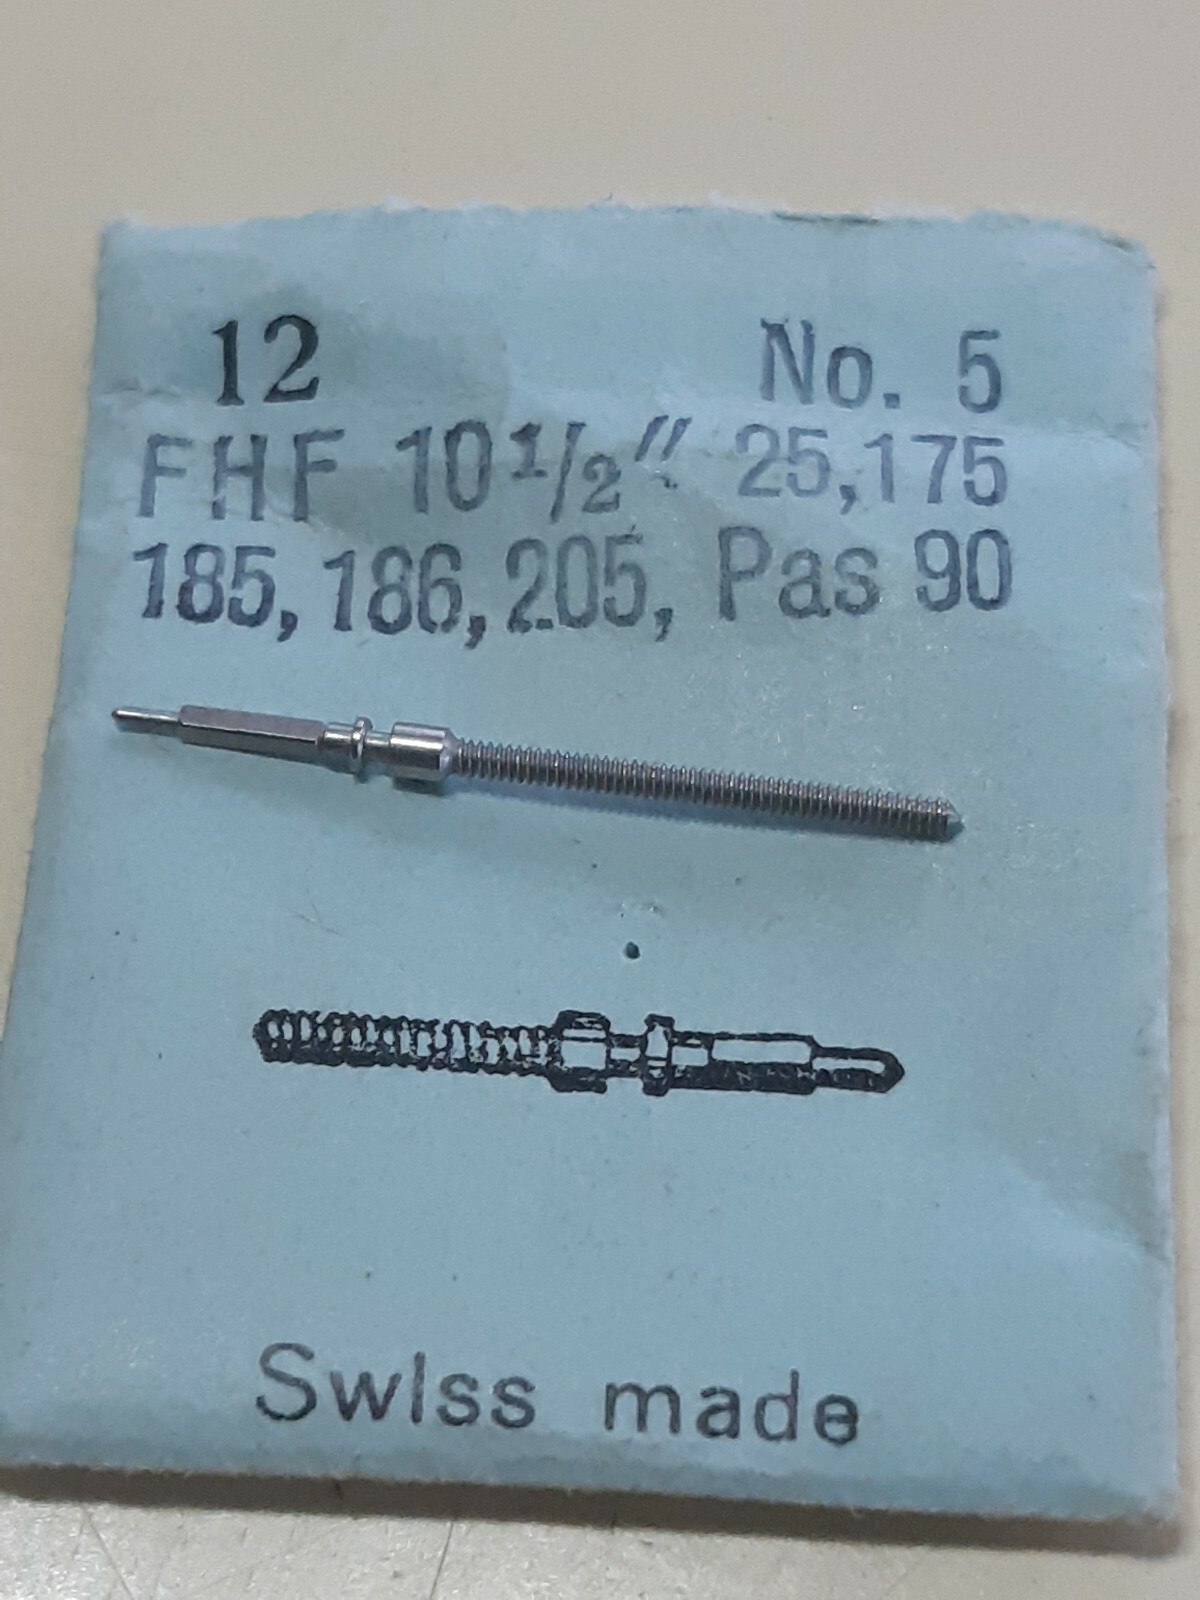 12 No. 5
FHF 10 1/2″ 25,175
185, 186, 205, Pas 90
Swiss made